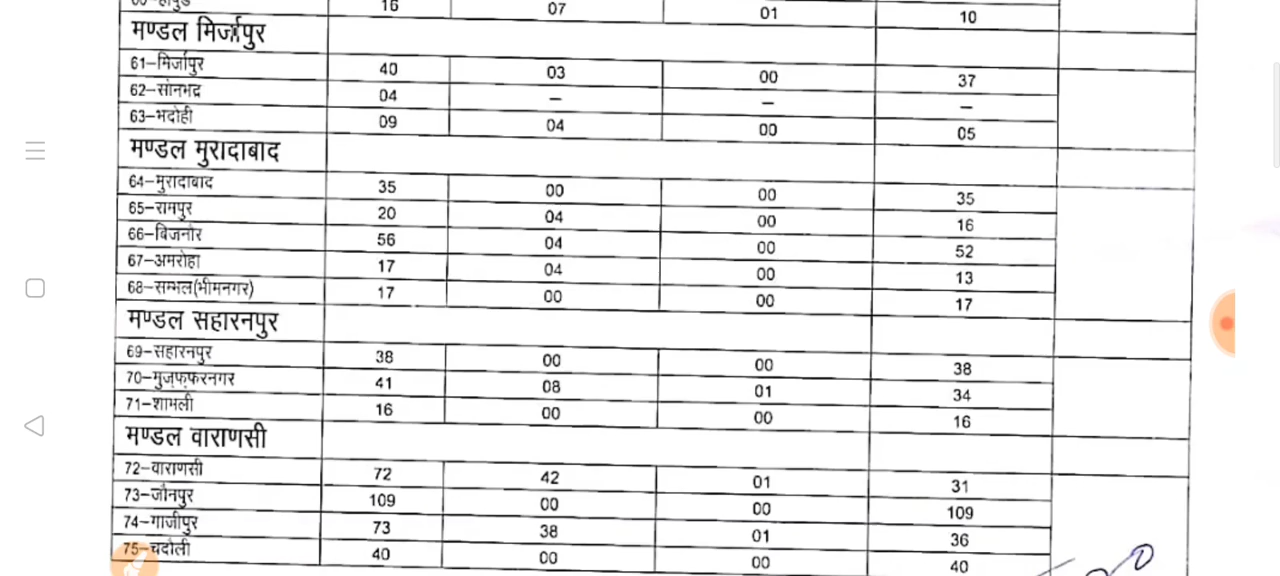 16 07 01 10
मण्डल मिर्जापुर
61–मिर्जापुर 40 03 00 37
62–सोनभद्र 04 – – –
63–भदोही 09 04 00 05
मण्डल मुरादाबाद
64–मुरादाबाद 35 00 00 35
65–रामपुर 20 04 00 16
66–बिजनौर 56 04 00 52
67–अमरोहा 17 04 00 13
68–सम्भल(भीमनगर) 17 00 00 17
मण्डल सहारनपुर
69–सहारनपुर 38 00 00 38
70–मुज़फ्फरनगर 41 08 01 34
71–शामली 16 00 00 16
मण्डल वाराणसी
72–वाराणसी 72 42 01 31
73–जौनपुर 109 00 00 109
74–गाजीपुर 73 38 01 36
75–चंदौली 40 00 00 40